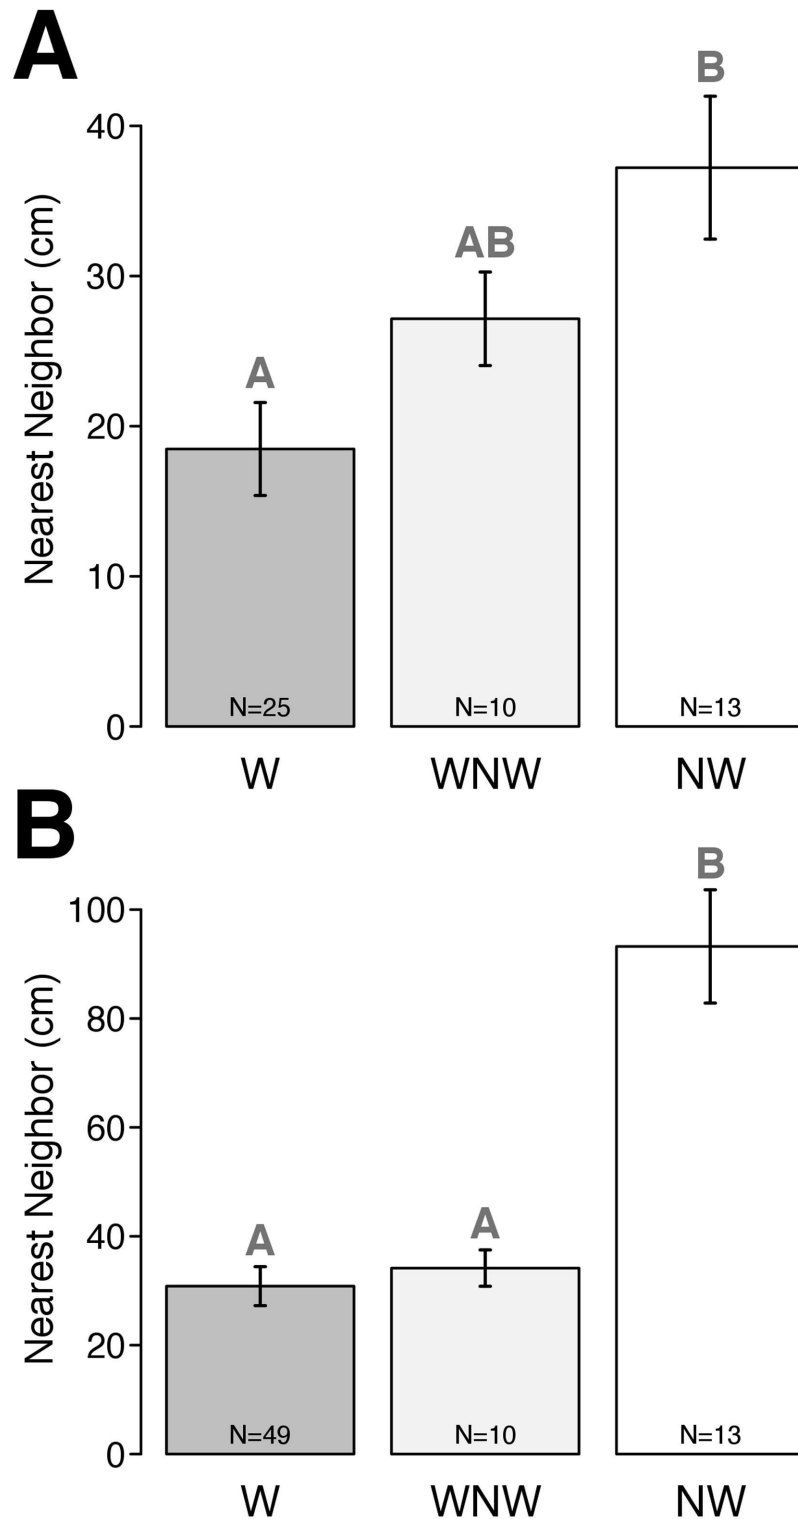 A
Nearest Neighbor (cm)
40
30
20
10
0
A
AB
B
N=25
N=10
N=13
W
WNW
NW
B
Nearest Neighbor (cm)
100
80
60
40
20
0
A
A
B
N=49
N=10
N=13
W
WNW
NW